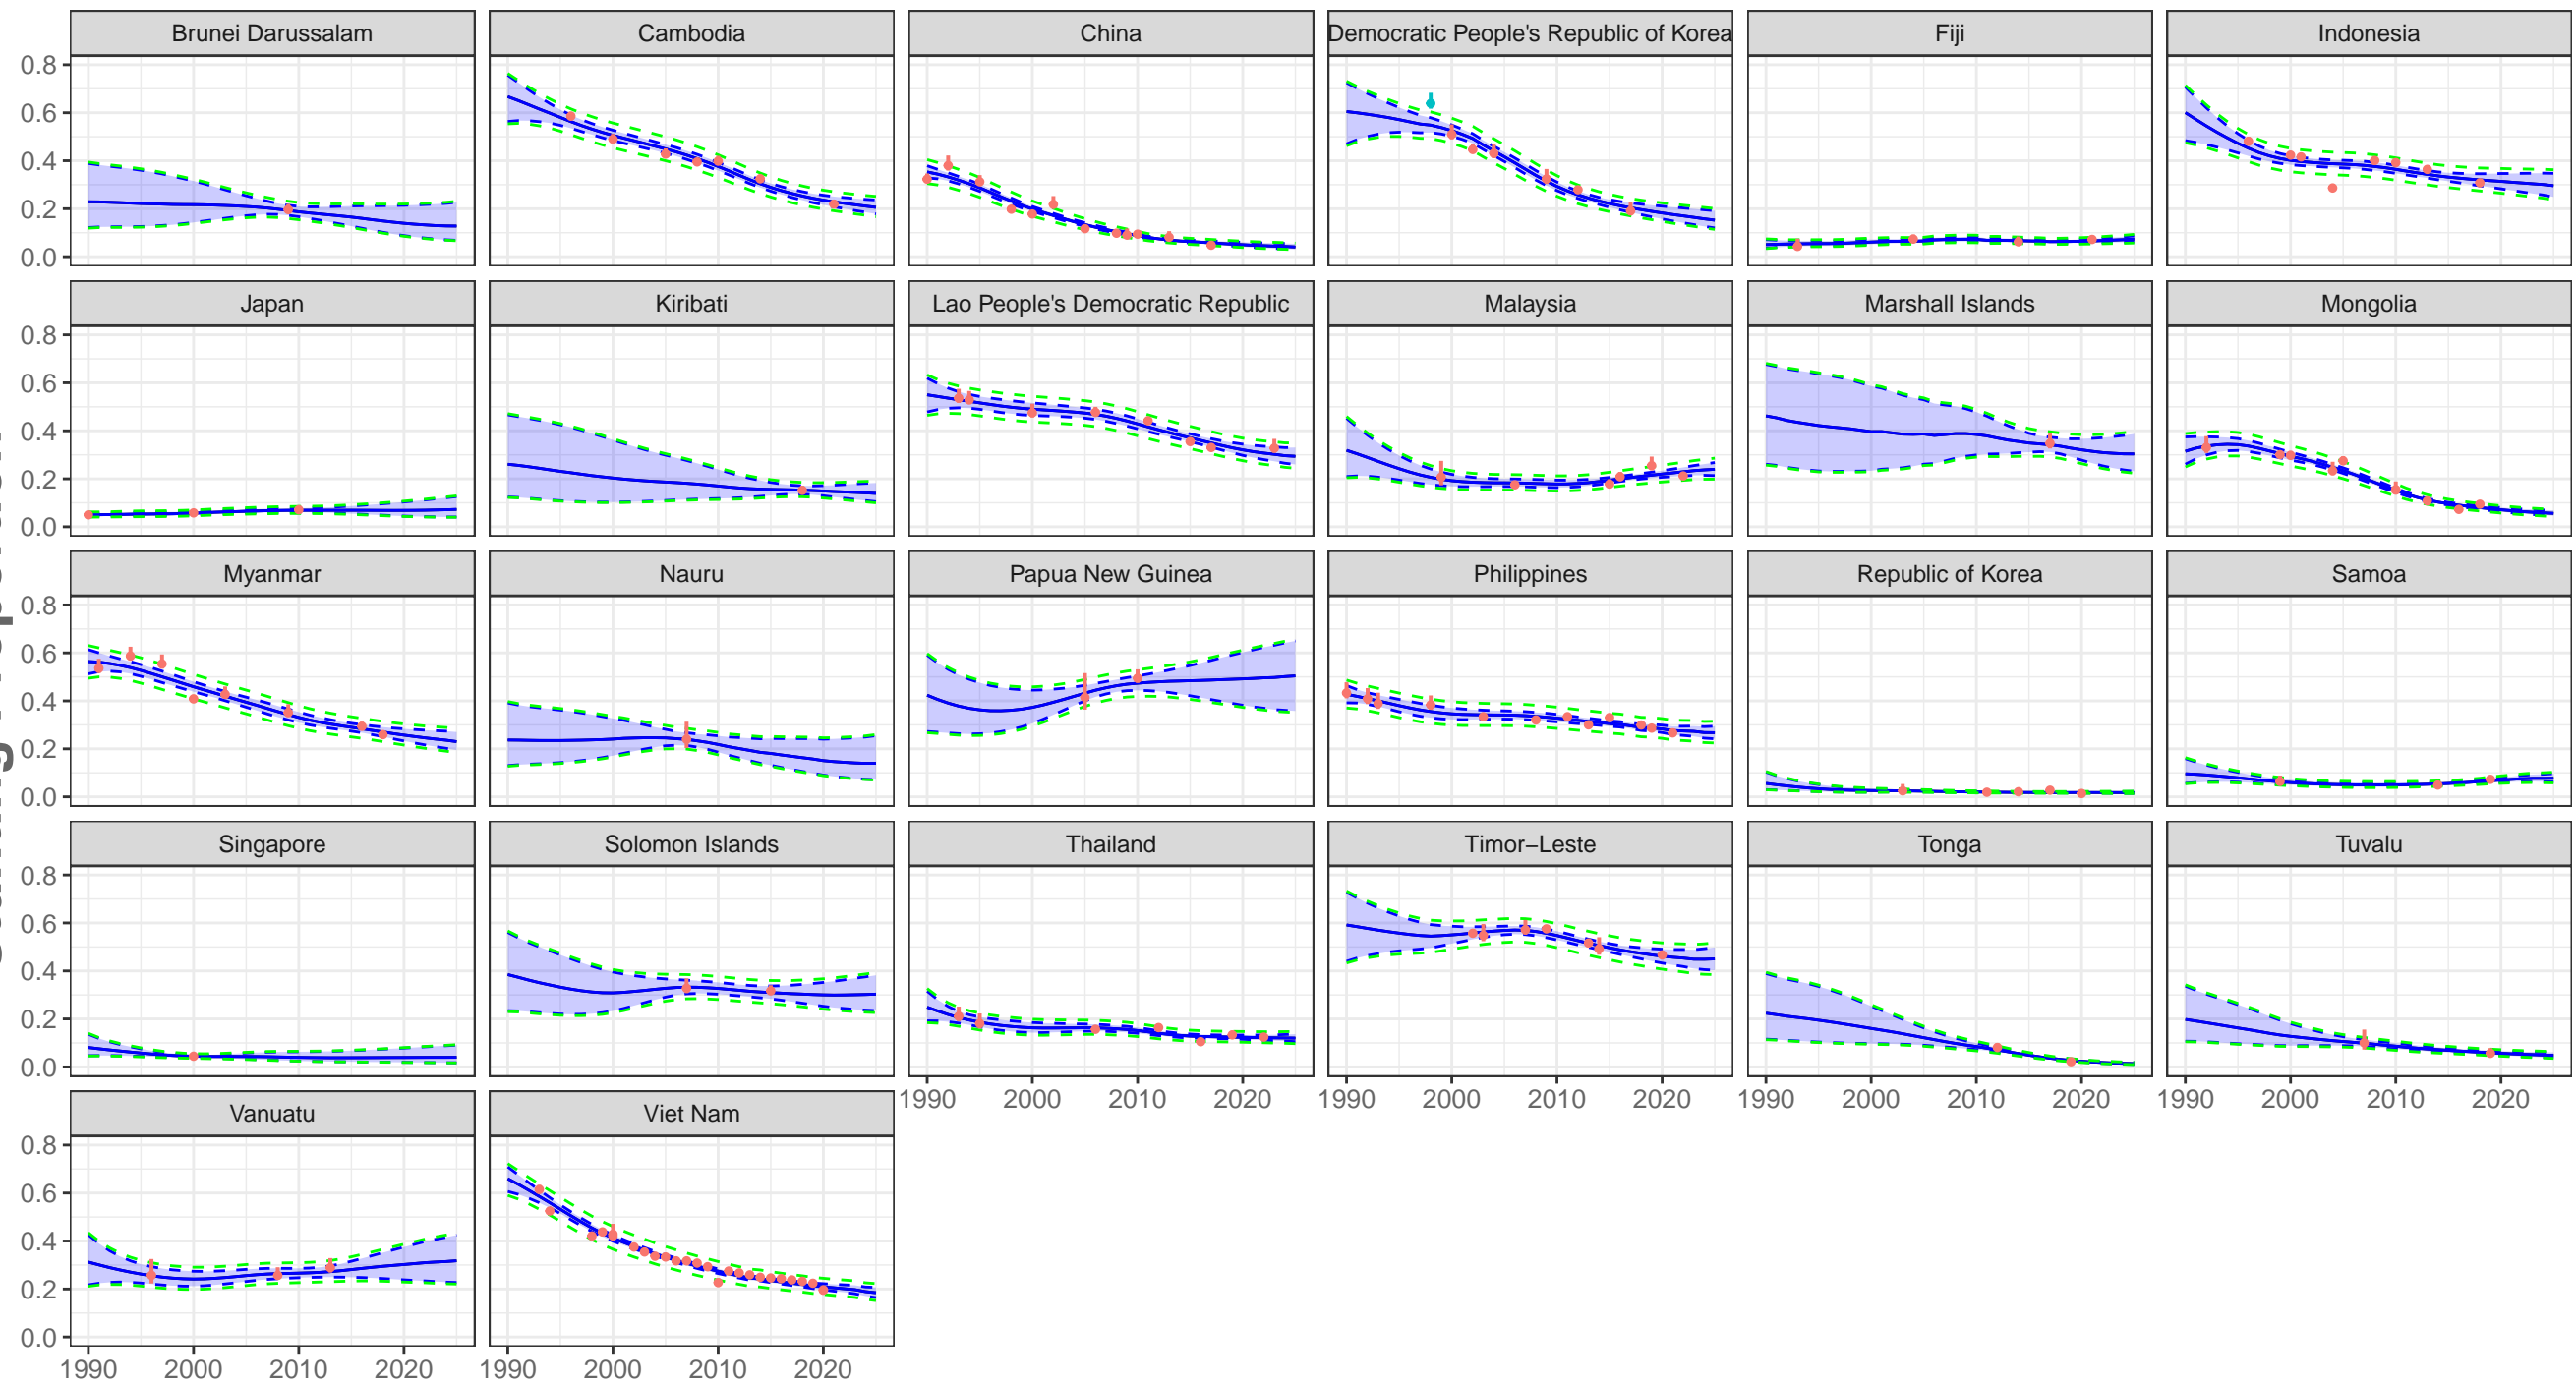 Brunei Darussalam
Cambodia
China
Democratic People's Republic of Korea
Fiji
Indonesia
0.8
0.6
0.4
0.2
0.0
Japan
Kiribati
Lao People's Democratic Republic
Malaysia
Marshall Islands
Mongolia
0.8
0.6
0.4
0.2
0.0
Myanmar
Nauru
Papua New Guinea
Philippines
Republic of Korea
Samoa
0.8
0.6
0.4
0.2
0.0
Singapore
Solomon Islands
Thailand
Timor−Leste
Tonga
Tuvalu
0.8
0.6
0.4
0.2
0.0
1990 2000 2010 2020
1990 2000 2010 2020
1990 2000 2010 2020
1990 2000 2010 2020
Vanuatu
Viet Nam
0.8
0.6
0.4
0.2
0.0
1990 2000 2010 2020
1990 2000 2010 2020